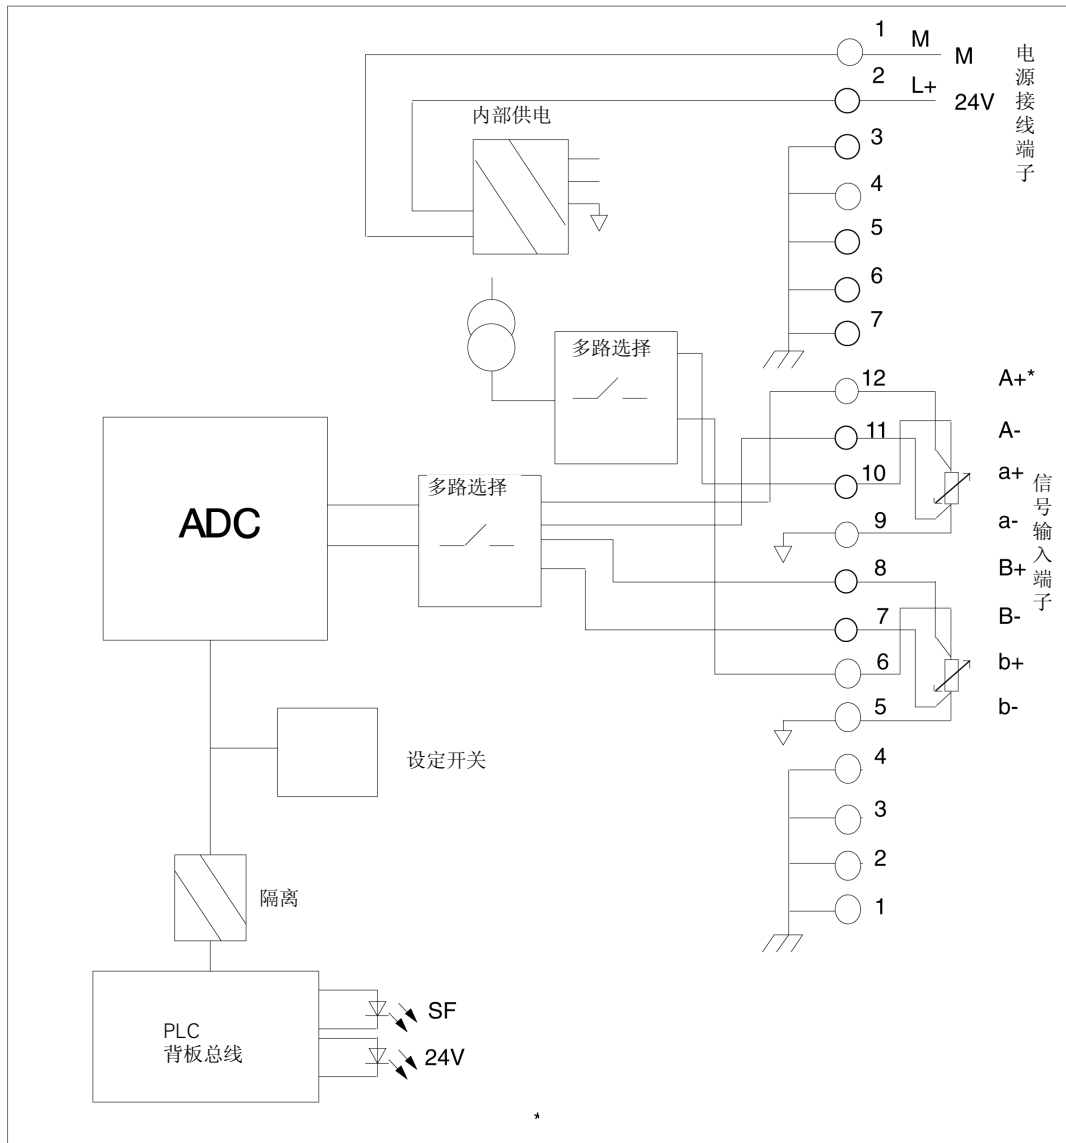 1
M
M
2
L+
24V
电源接线端子
内部供电
3
4
5
6
7
多路选择
12
A+*
11
A-
10
a+
多路选择
ADC
9
a-
信号输入端子
8
B+
7
B-
6
b+
5
b-
设定开关
4
3
2
1
隔离
PLC
背板总线
SF
24V
*